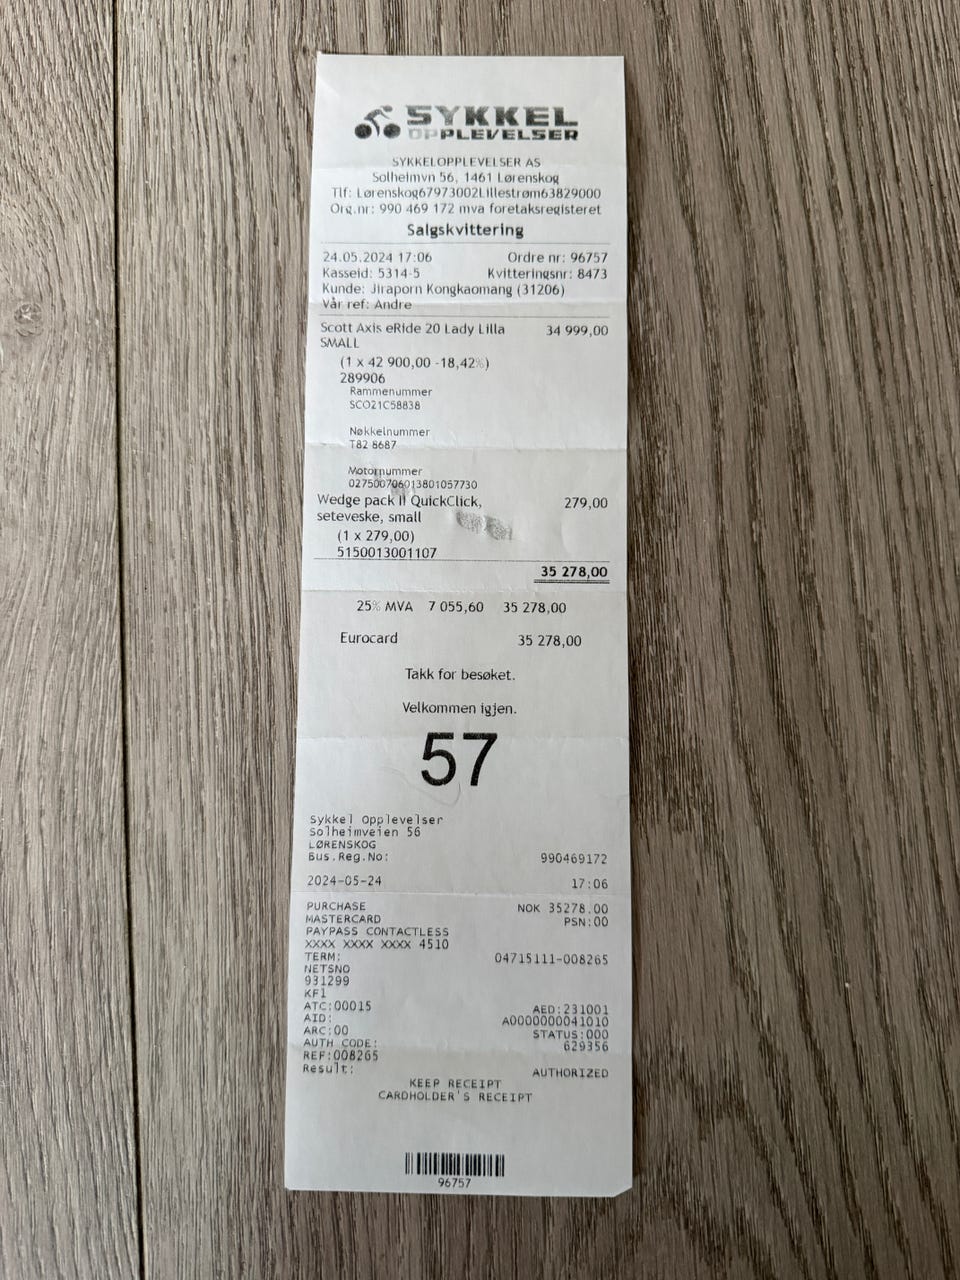 SYKKEL
OPPLEVELSER
SYKKELOPPLEVELSER AS
Solheimvn 56, 1461 Lørenskog
Tlf: Lørenskog67973002Lillestrøm63829000
Org.nr: 990 469 172 mva foretaksregisteret
Salgskvittering
24.05.2024 17:06 Ordre nr: 96757
Kasseid: 5314-5 Kvitteringsnr: 8473
Kunde: Jiraporn Kongkaomang (31206)
Vår ref: Andre
Scott Axis eRide 20 Lady Lilla 34 999,00
SMALL
(1 x 42 900,00 -18,42%)
289906
Rammenummer
SCO21C58838
Nøkkelnummer
T82 8687
Motornummer
027500706013801057730
Wedge pack II QuickClick, 279,00
seteveske, small
(1 x 279,00)
5150013001107
35 278,00
25% MVA 7 055,60 35 278,00
Eurocard 35 278,00
Takk for besøket.
Velkommen igjen.
57
Sykkel Opplevelser
Solheimveien 56
LØRENSKOG
Bus.Reg.No: 990469172
2024-05-24 17:06
PURCHASE NOK 35278.00
MASTERCARD PSN:00
PAYPASS CONTACTLESS
XXXX XXXX XXXX 4510
TERM: 04715111-008265
NETSNO
931299
KF1
ATC:00015 AED:231001
AID: A0000000041010
ARC:00 STATUS:000
AUTH CODE: 629356
REF:008265
Result: AUTHORIZED
KEEP RECEIPT
CARDHOLDER'S RECEIPT
96757